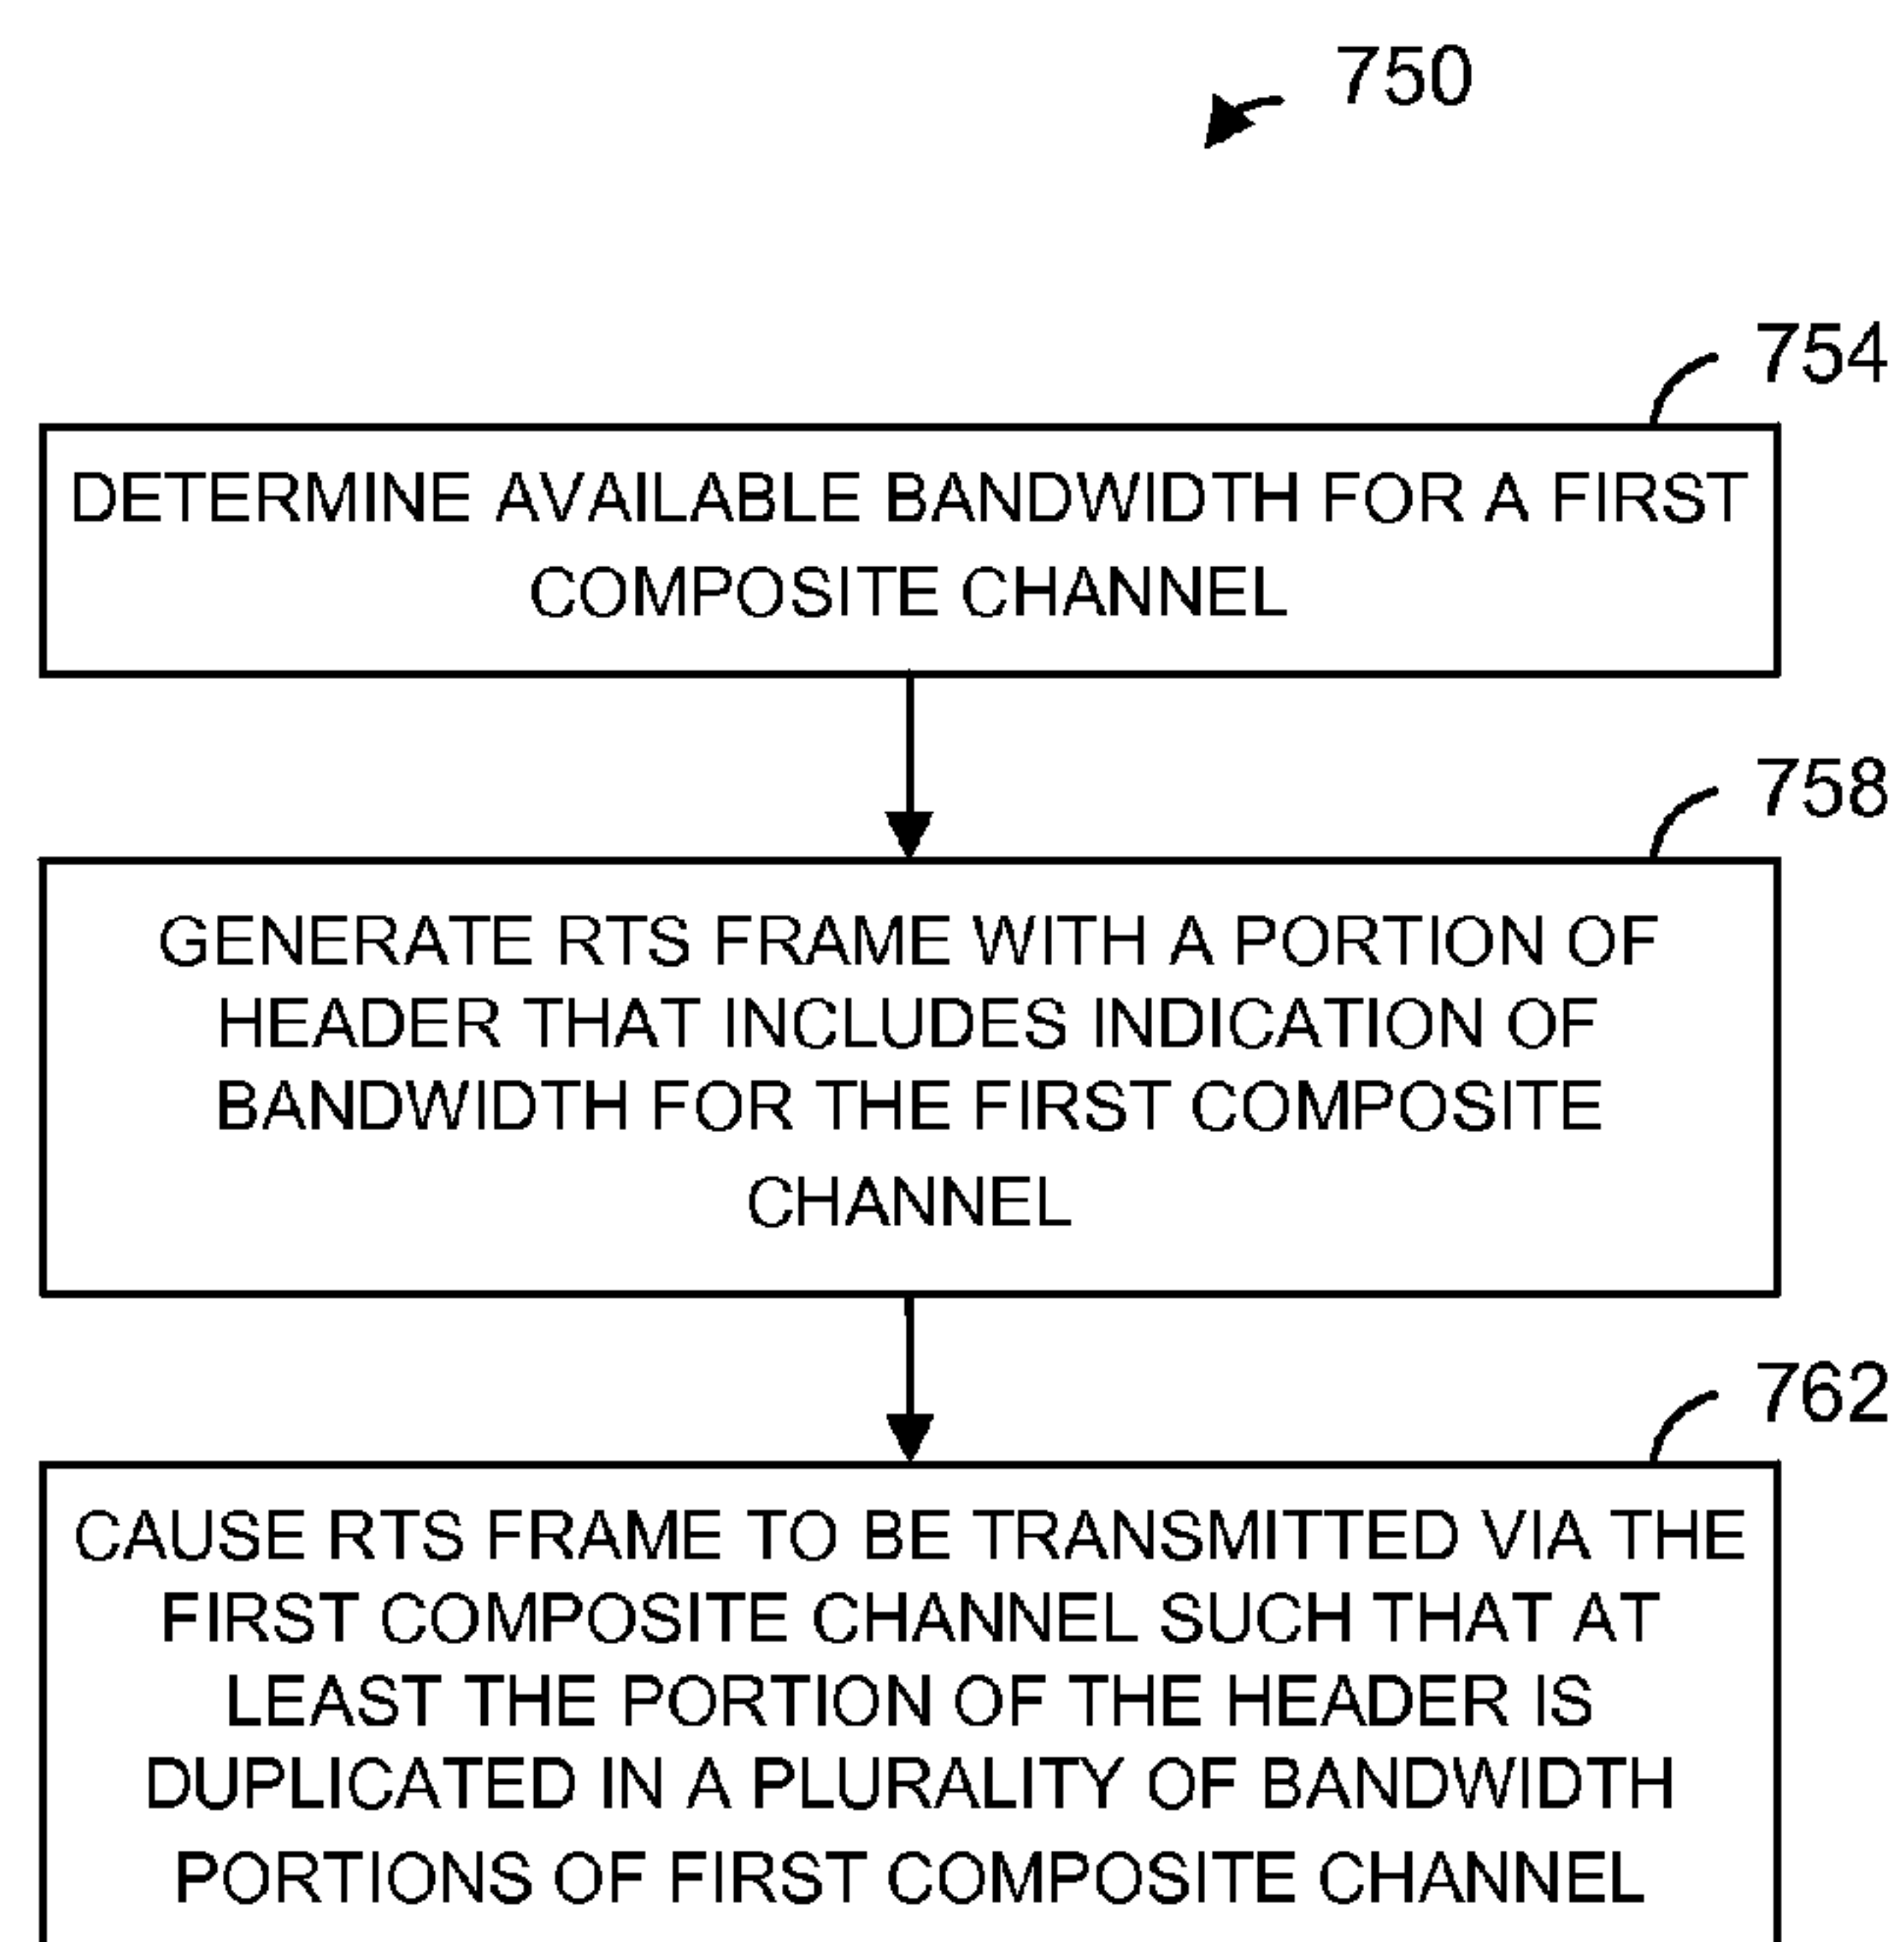 750
754
DETERMINE AVAILABLE BANDWIDTH FOR A FIRST
COMPOSITE CHANNEL
758
GENERATE RTS FRAME WITH A PORTION OF
HEADER THAT INCLUDES INDICATION OF
BANDWIDTH FOR THE FIRST COMPOSITE
CHANNEL
762
CAUSE RTS FRAME TO BE TRANSMITTED VIA THE
FIRST COMPOSITE CHANNEL SUCH THAT AT
LEAST THE PORTION OF THE HEADER IS
DUPLICATED IN A PLURALITY OF BANDWIDTH
PORTIONS OF FIRST COMPOSITE CHANNEL